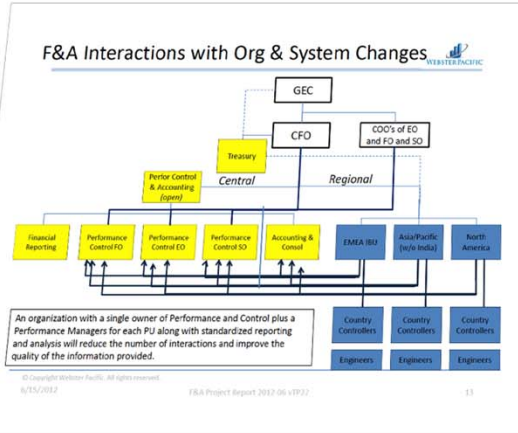 F&A Interactions with Org & System Changes
WEBSTER PACIFIC
GEC
CFO
COO's of EO
and FO and SO
Treasury
Perfor Control
& Accounting
(open)
Central
Regional
Financial
Reporting
Performance
Control FO
Performance
Control EO
Performance
Control SO
Accounting &
Consol
EMEA IBU
Asia/Pacific
(w/o India)
North
America
Country
Controllers
Country
Controllers
Country
Controllers
Engineers
Engineers
Engineers
An organization with a single owner of Performance and Control plus a
Performance Managers for each PU along with standardized reporting
and analysis will reduce the number of interactions and improve the
quality of the information provided.
© Copyright Webster Pacific. All rights reserved.
6/15/2012
F&A Project Report 2012-06 vTP32
13